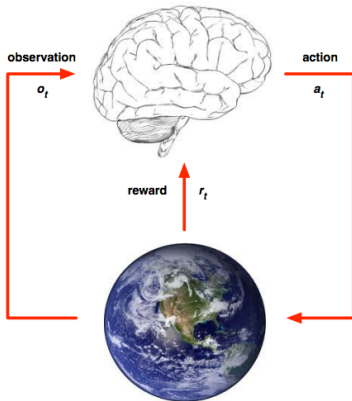 observation
o_t
action
a_t
reward
r_t